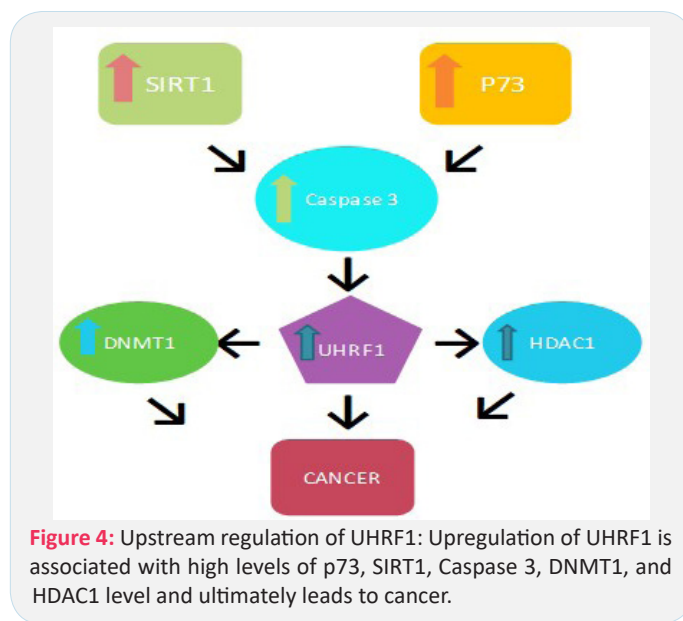 SIRT1
P73
Caspase 3
DNMT1
UHRF1
HDAC1
CANCER
Figure 4: Upstream regulation of UHRF1: Upregulation of UHRF1 is
associated with high levels of p73, SIRT1, Caspase 3, DNMT1, and
HDAC1 level and ultimately leads to cancer.